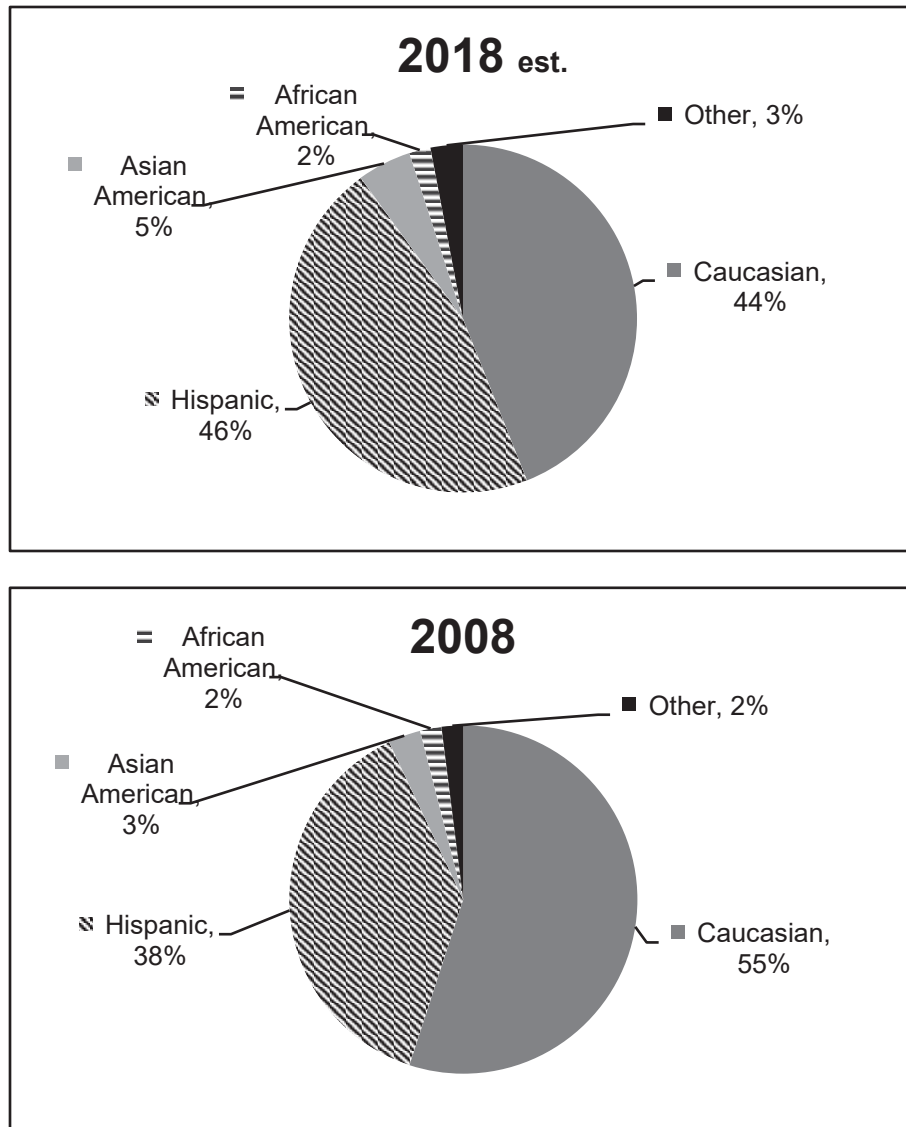 2018 est.
African
American,
2%
Other, 3%
Asian
American,
5%
Caucasian,
44%
Hispanic,
46%
2008
African
American,
2%
Other, 2%
Asian
American,
3%
Hispanic,
38%
Caucasian,
55%